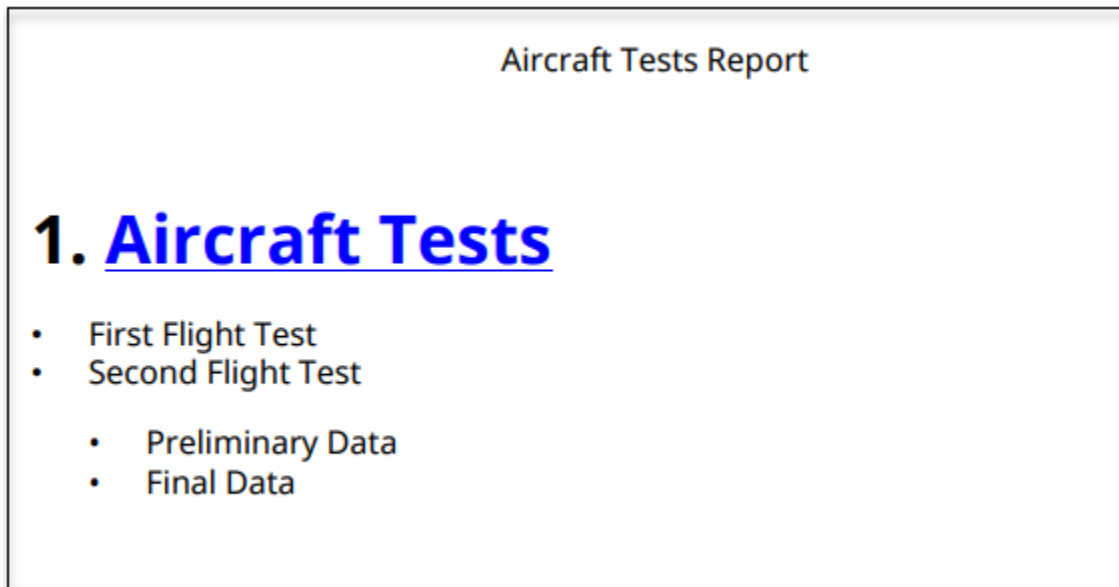 Aircraft Tests Report
1. Aircraft Tests
• First Flight Test
• Second Flight Test
• Preliminary Data
• Final Data